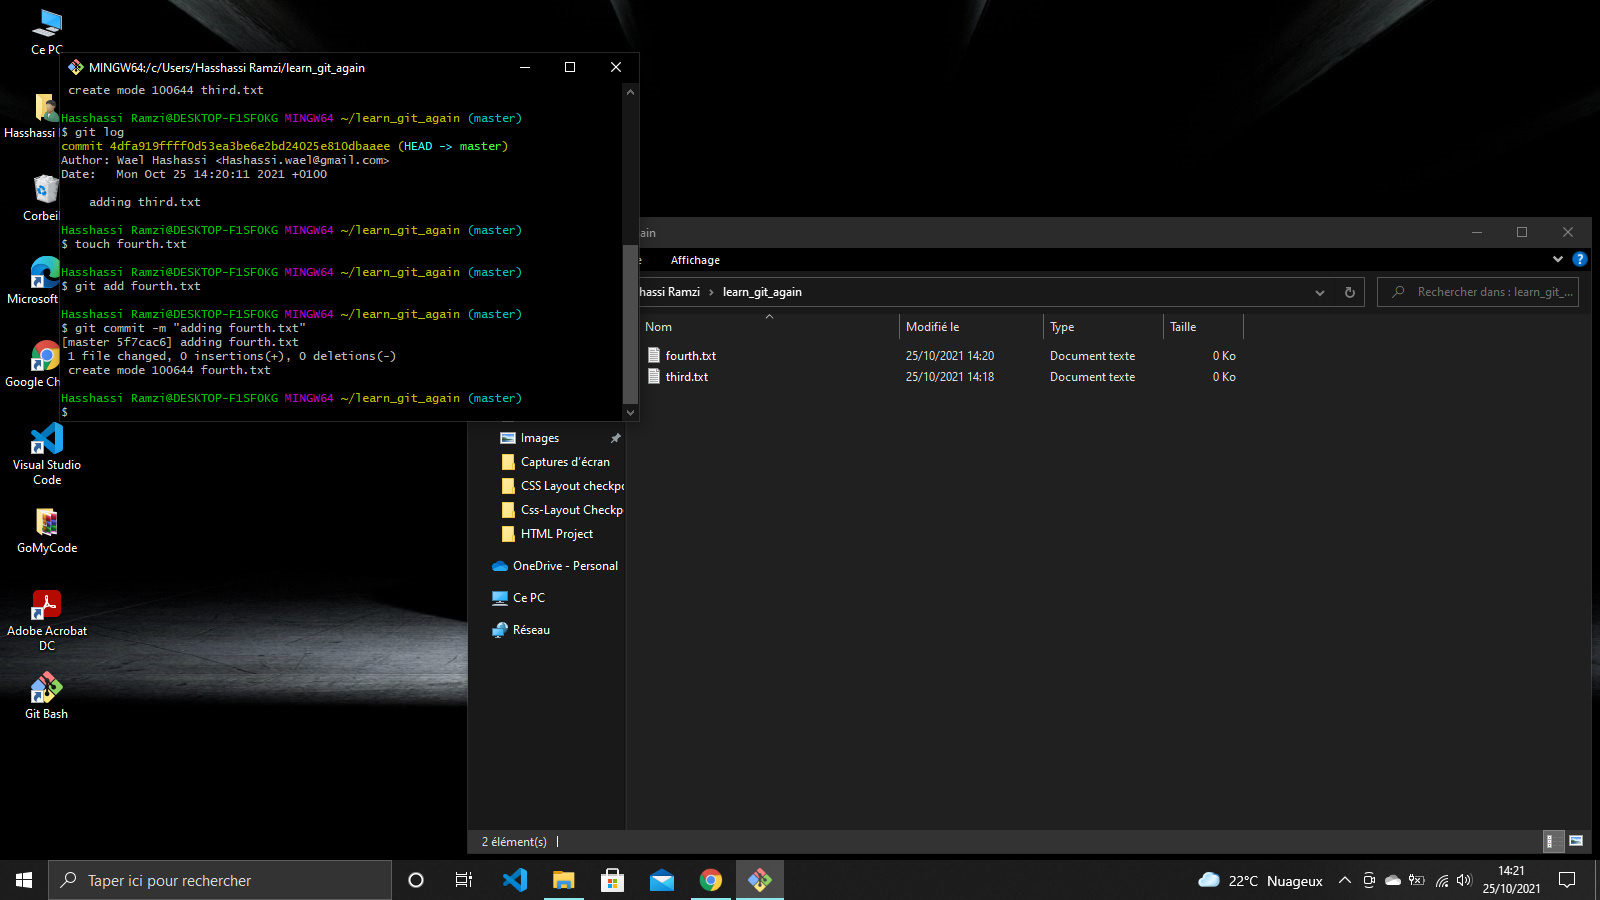 Ce PC
Hasshassi
Corbei
Microsoft
Google Ch
Visual Studio
Code
GoMyCode
Adobe Acrobat
DC
Git Bash
MINGW64:/c/Users/Hasshassi Ramzi/learn_git_again
create mode 100644 third.txt
Hasshassi Ramzi@DESKTOP-F1SFOKG MINGW64 ~/learn_git_again (master)
$ git log
commit 4dfa919ffff0d53ea3be6e2bd24025e810dbaaee (HEAD -> master)
Author: Wael Hashassi <Hashassi.wael@gmail.com>
Date:   Mon Oct 25 14:20:11 2021 +0100
adding third.txt
Hasshassi Ramzi@DESKTOP-F1SFOKG MINGW64 ~/learn_git_again (master)
$ touch fourth.txt
Hasshassi Ramzi@DESKTOP-F1SFOKG MINGW64 ~/learn_git_again (master)
$ git add fourth.txt
Hasshassi Ramzi@DESKTOP-F1SFOKG MINGW64 ~/learn_git_again (master)
$ git commit -m "adding fourth.txt"
[master 5f7cac6] adding fourth.txt
1 file changed, 0 insertions(+), 0 deletions(-)
create mode 100644 fourth.txt
Hasshassi Ramzi@DESKTOP-F1SFOKG MINGW64 ~/learn_git_again (master)
$
ain
e Affichage
hassi Ramzi > learn_git_again
Rechercher dans : learn_git_...
Nom Modifié le Type Taille
fourth.txt 25/10/2021 14:20 Document texte 0 Ko
third.txt 25/10/2021 14:18 Document texte 0 Ko
Images
Captures d'écran
CSS Layout checkpo
Css-Layout Checkp
HTML Project
OneDrive - Personal
Ce PC
Réseau
2 élément(s)
Taper ici pour rechercher
22°C Nuageux
14:21
25/10/2021